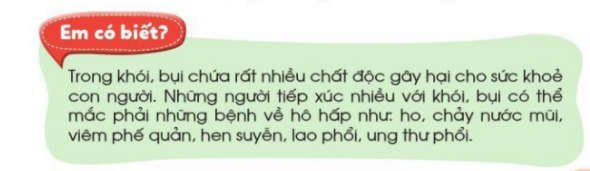 Em có biết?
Trong khói, bụi chứa rất nhiều chất độc gây hại cho sức khoẻ
con người. Những người tiếp xúc nhiều với khói, bụi có thể
mắc phải những bệnh về hô hấp như: ho, chảy nước mũi,
viêm phế quản, hen suyễn, lao phổi, ung thư phổi.